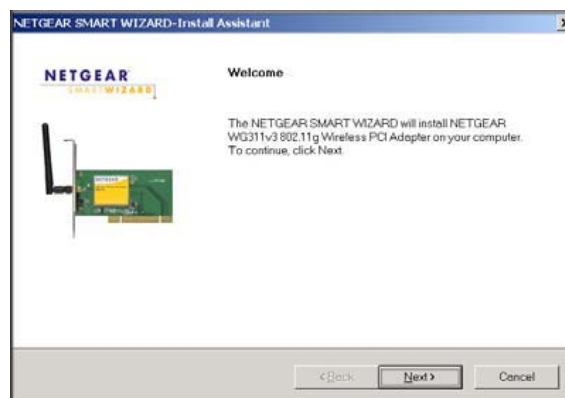 NETGEAR SMART WIZARD-Install Assistant
NETGEAR
SMARTWIZARD
Welcome
The NETGEAR SMART WIZARD will install NETGEAR
WG311v3 802.11g Wireless PCI Adapter on your computer.
To continue, click Next.
NETGEAR
< Back
Next >
Cancel